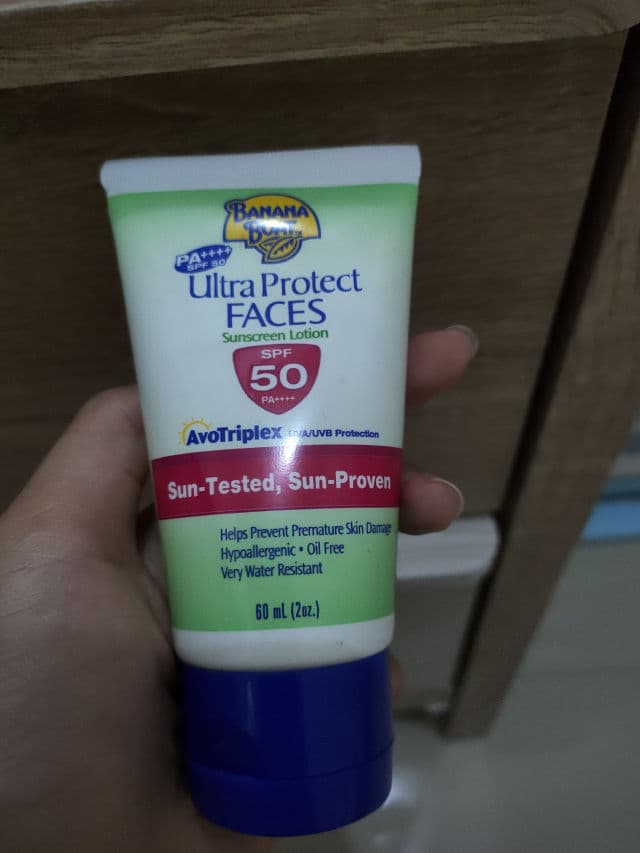 BANANA
BOAT
PA++++
SPF 50
Ultra Protect
FACES
Sunscreen Lotion
SPF
50
PA++++
AvoTriplex UVA/UVB Protection
Sun-Tested, Sun-Proven
Helps Prevent Premature Skin Damage
Hypoallergenic • Oil Free
Very Water Resistant
60 mL (2oz.)